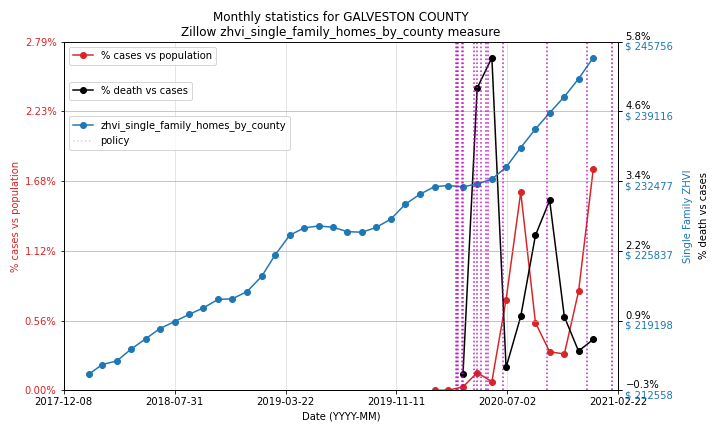 Monthly statistics for GALVESTON COUNTY
Zillow zhvi_single_family_homes_by_county measure
2.79%
2.23%
1.68%
1.12%
0.56%
0.00%
% cases vs population
% cases vs population
% death vs cases
zhvi_single_family_homes_by_county
policy
5.8%
$ 245756
4.6%
$ 239116
3.4%
$ 232477
2.2%
$ 225837
0.9%
$ 219198
−0.3%
$ 212558
Single Family ZHVI
% death vs cases
2017-12-08
2018-07-31
2019-03-22
2019-11-11
2020-07-02
2021-02-22
Date (YYYY-MM)